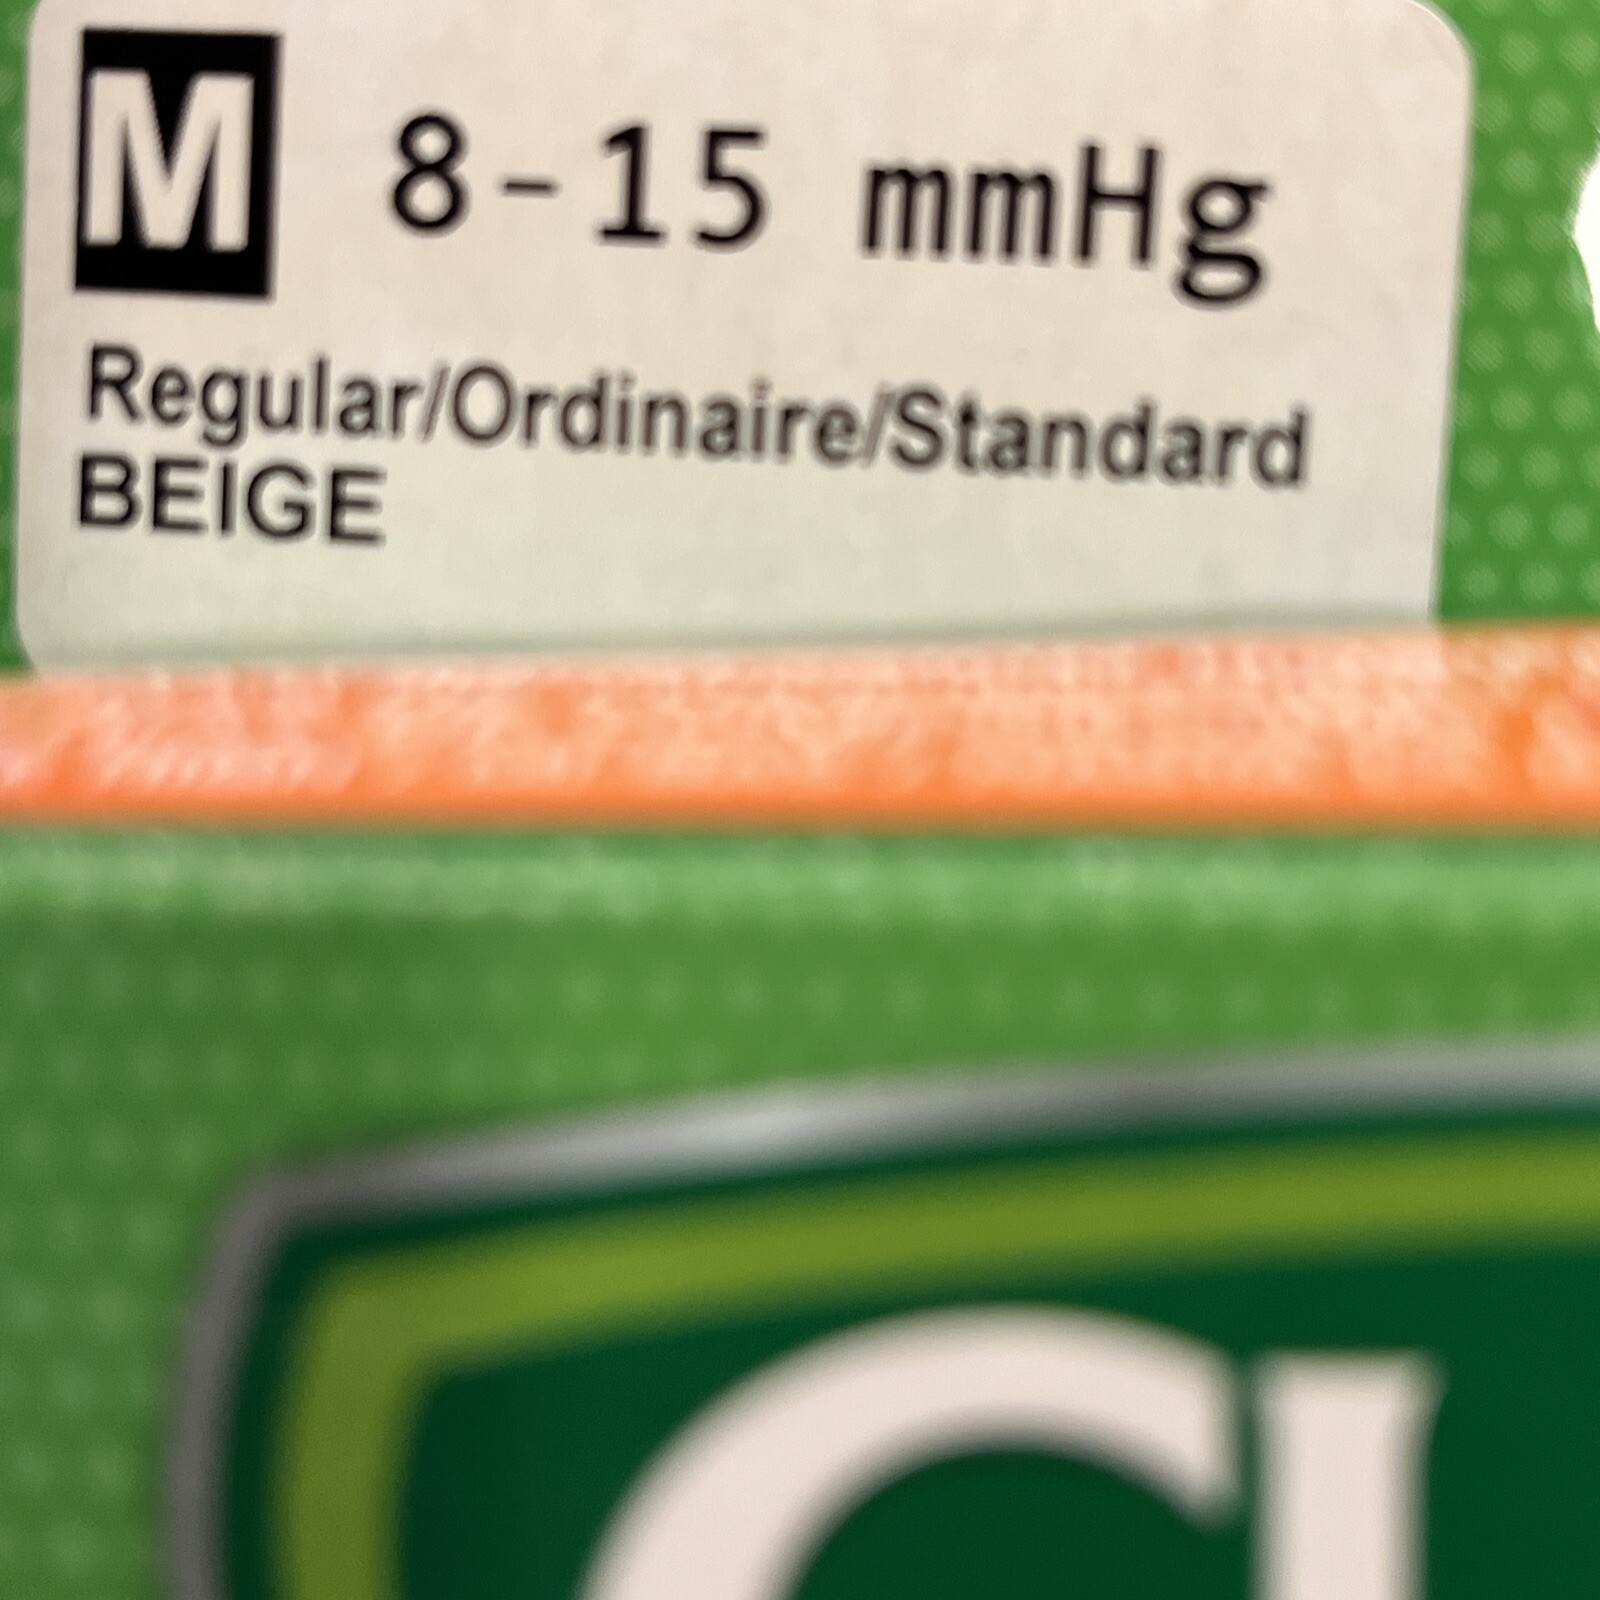 M 8-15 mmHg
Regular/Ordinaire/Standard
BEIGE